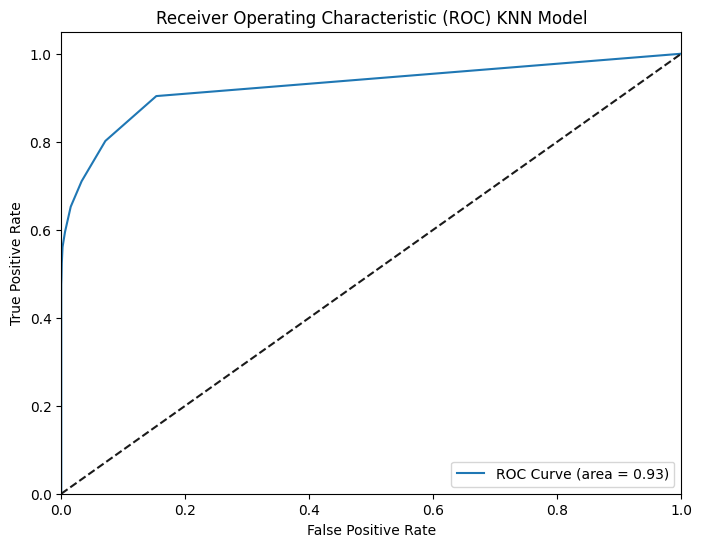 Receiver Operating Characteristic (ROC) KNN Model
True Positive Rate
1.0
0.8
0.6
0.4
0.2
0.0
ROC Curve (area = 0.93)
0.0 0.2 0.4 0.6 0.8 1.0
False Positive Rate